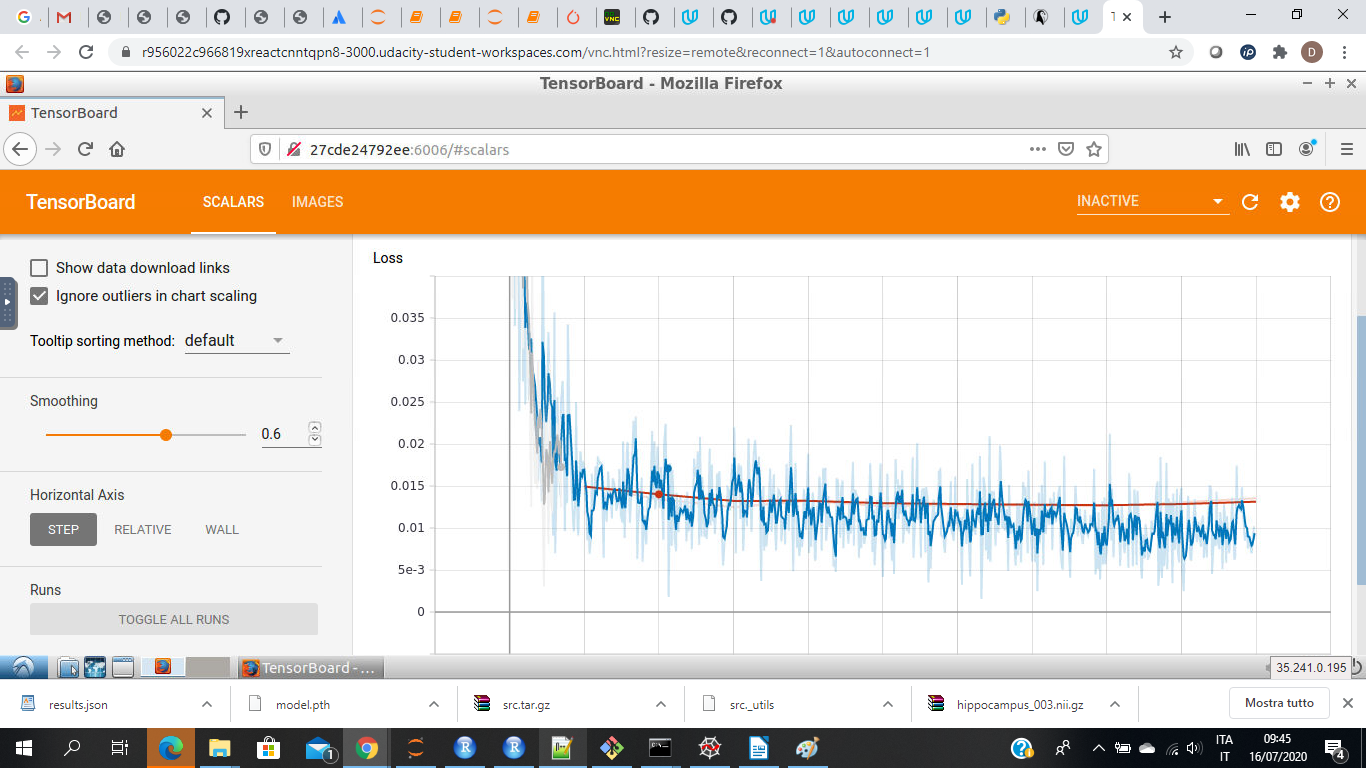 r956022c966819xreactcnntqpn8-3000.udacity-student-workspaces.com/vnc.html?resize=remote&reconnect=1&autoconnect=1
D
TensorBoard - Mozilla Firefox
TensorBoard
27cde24792ee:6006/#scalars
TensorBoard SCALARS IMAGES INACTIVE
Show data download links
Ignore outliers in chart scaling
Tooltip sorting method: default
Smoothing
0.6
Horizontal Axis
STEP RELATIVE WALL
Runs
TOGGLE ALL RUNS
Loss
0.035
0.03
0.025
0.02
0.015
0.01
5e-3
0
TensorBoard - ...
35.241.0.195
results.json model.pth src.tar.gz src._utils hippocampus_003.nii.gz Mostra tutto
ITA
IT
09:45
16/07/2020
1
4